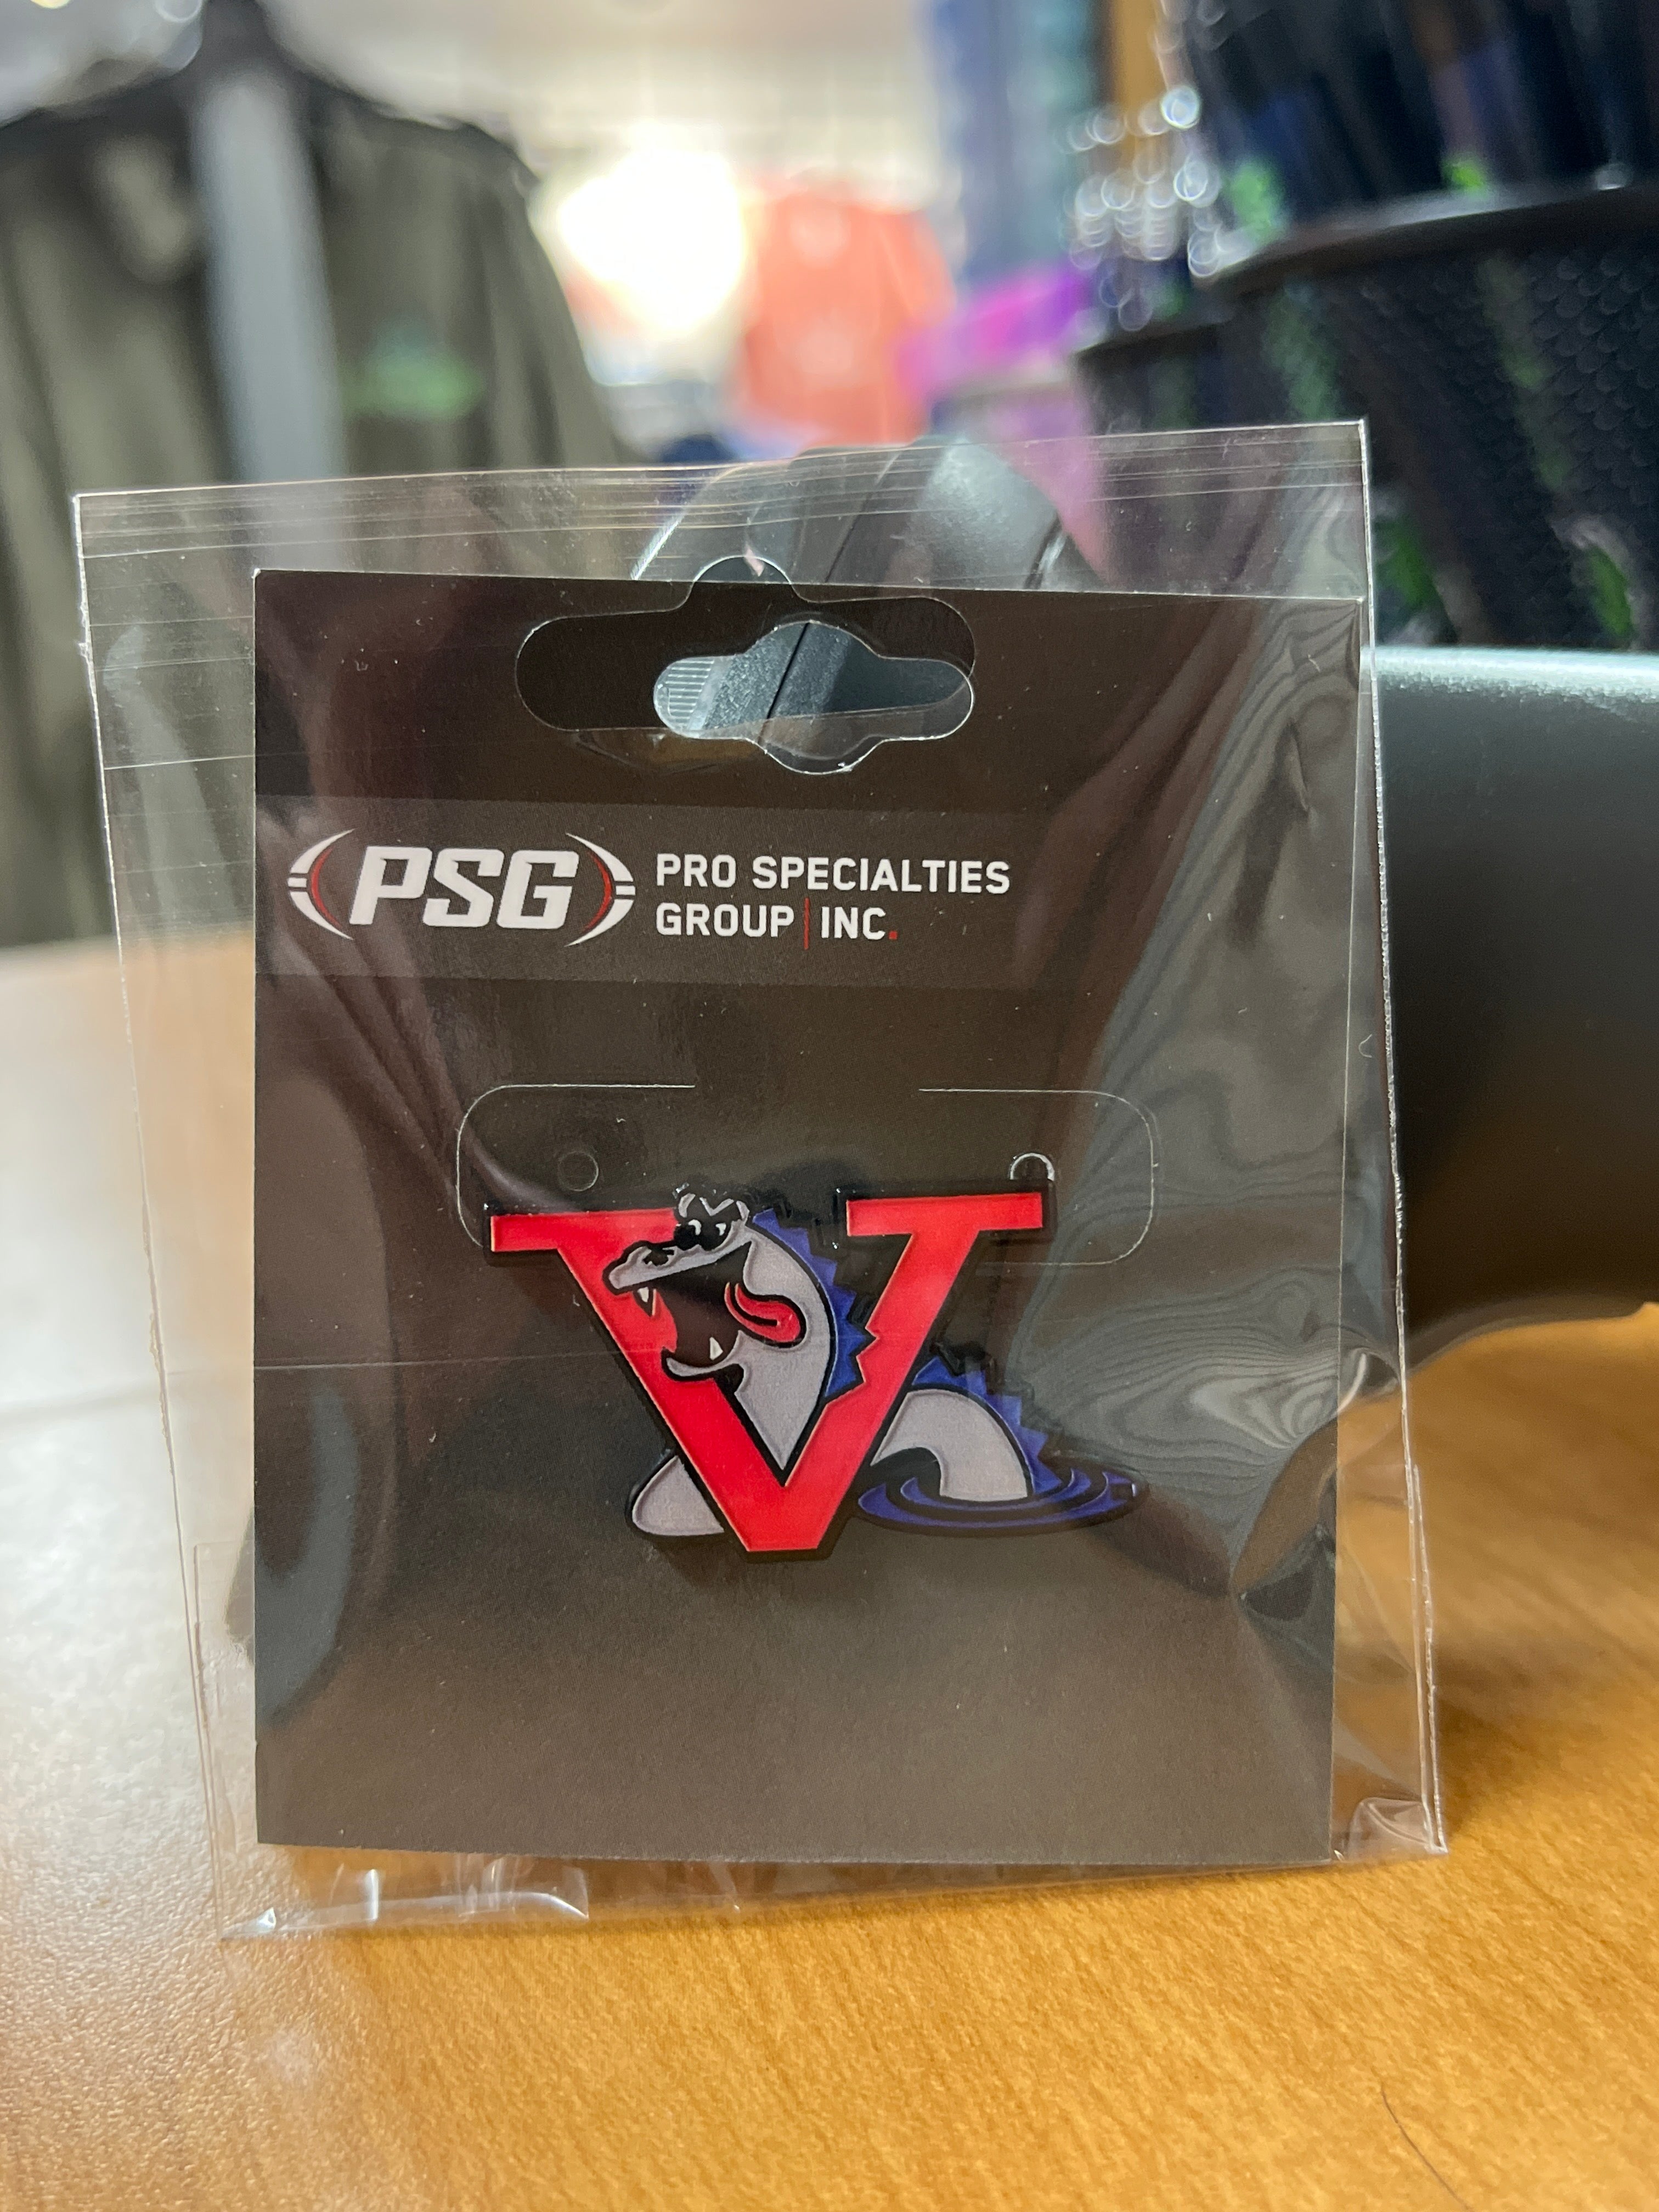 PSG PRO SPECIALTIES
GROUP | INC.
V